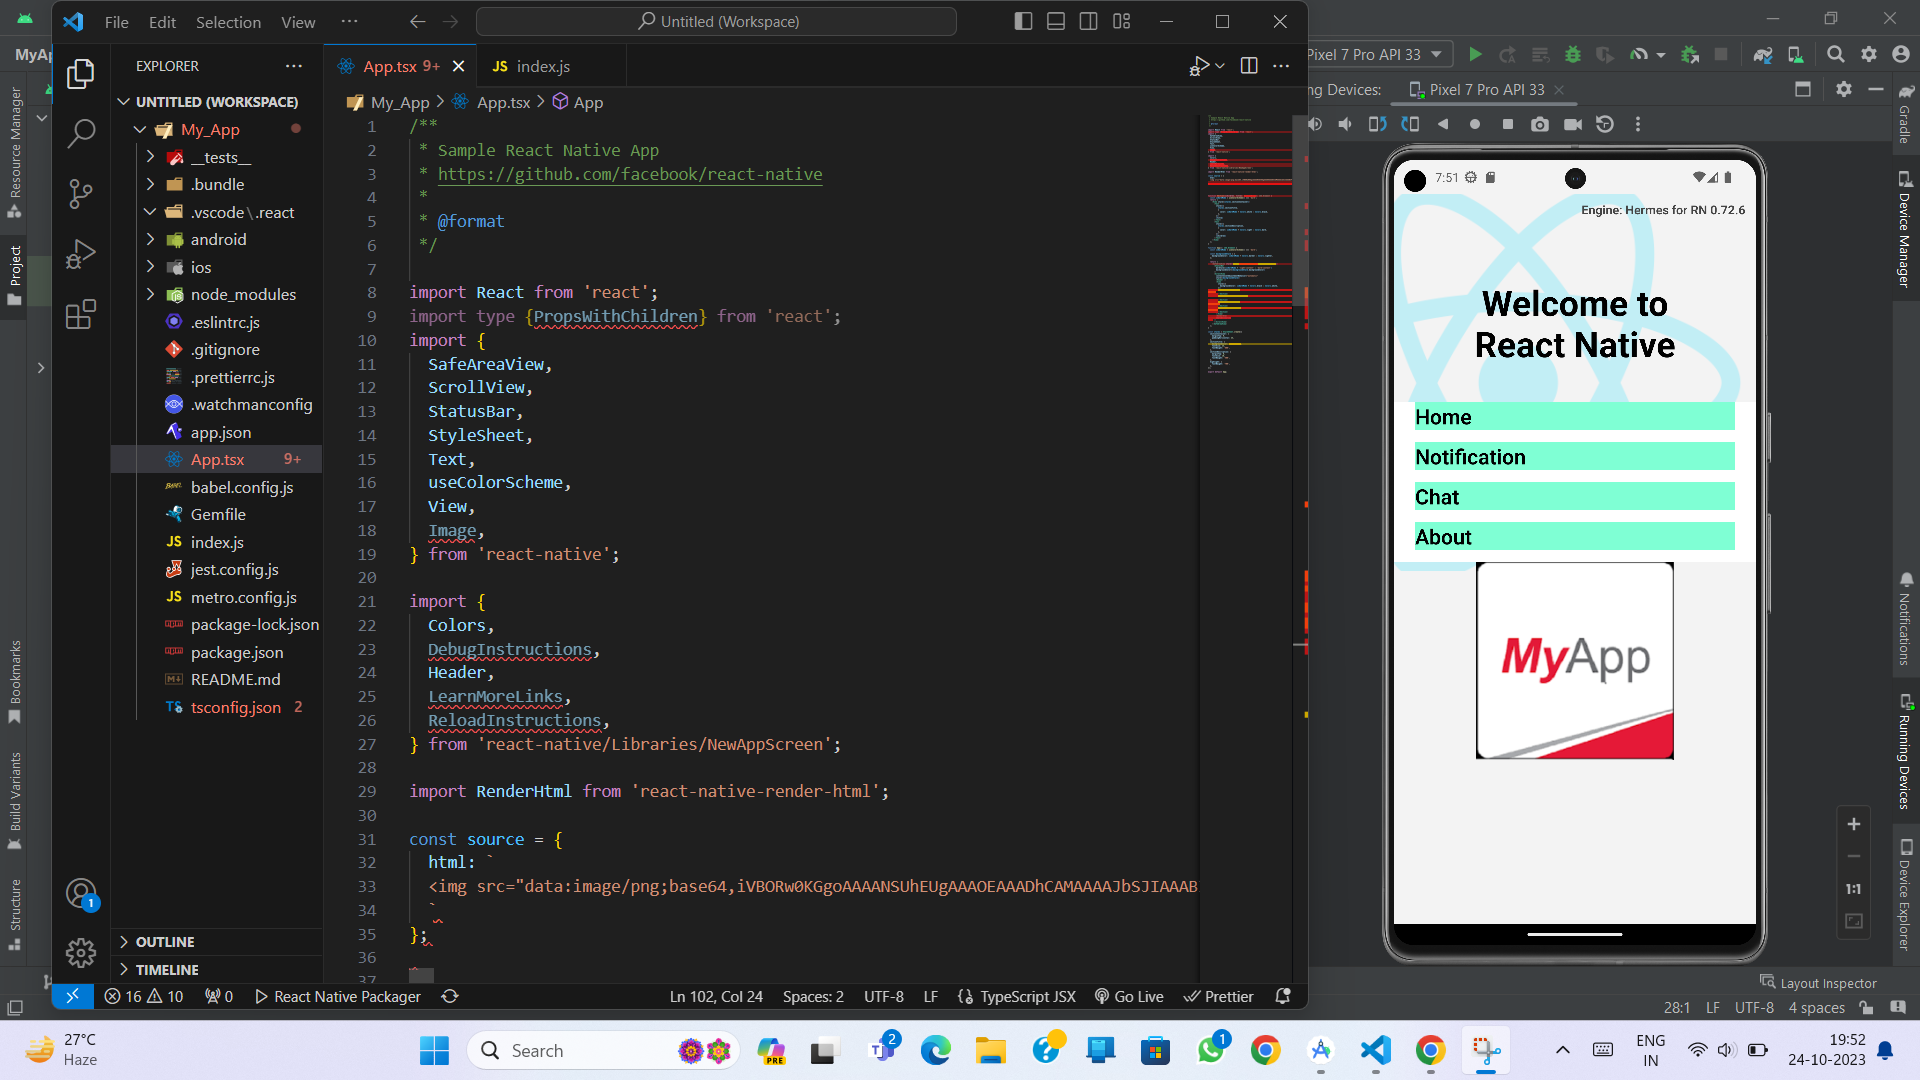 File Edit Selection View ··· Untitled (Workspace)
EXPLORER
App.tsx 9+
JS index.js
UNTITLED (WORKSPACE)
My_App
__tests__
.bundle
.vscode\.react
android
ios
node_modules
.eslintrc.js
.gitignore
.prettierrc.js
.watchmanconfig
app.json
App.tsx 9+
babel.config.js
Gemfile
JS index.js
jest.config.js
JS metro.config.js
package-lock.json
package.json
README.md
TS tsconfig.json 2
OUTLINE
TIMELINE
My_App > App.tsx > App
1 /**
2 * Sample React Native App
3 * https://github.com/facebook/react-native
4 *
5 * @format
6 */
7
8 import React from 'react';
9 import type {PropsWithChildren} from 'react';
10 import {
11 SafeAreaView,
12 ScrollView,
13 StatusBar,
14 StyleSheet,
15 Text,
16 useColorScheme,
17 View,
18 Image,
19 } from 'react-native';
20
21 import {
22 Colors,
23 DebugInstructions,
24 Header,
25 LearnMoreLinks,
26 ReloadInstructions,
27 } from 'react-native/Libraries/NewAppScreen';
28
29 import RenderHtml from 'react-native-render-html';
30
31 const source = {
32 html: `
33 <img src="data:image/png;base64,iVBORw0KGgoAAAANSUhEUgAAAOEAAADhCAMAAAAJbSJIAAAB
34 `
35 };
36
37
16 10 0 React Native Packager
Ln 102, Col 24 Spaces: 2 UTF-8 LF TypeScript JSX Go Live Prettier
1
MyAp
Resource Manager
Project
Bookmarks
Build Variants
Structure
Pixel 7 Pro API 33
ng Devices: Pixel 7 Pro API 33
7:51
Engine: Hermes for RN 0.72.6
Welcome to
React Native
Home
Notification
Chat
About
MyApp
1:1
Gradle
Device Manager
Notifications
Running Devices
Device Explorer
Layout Inspector
28:1 LF UTF-8 4 spaces
27°C
Haze
Search
PRE
2
1
ENG
IN
19:52
24-10-2023